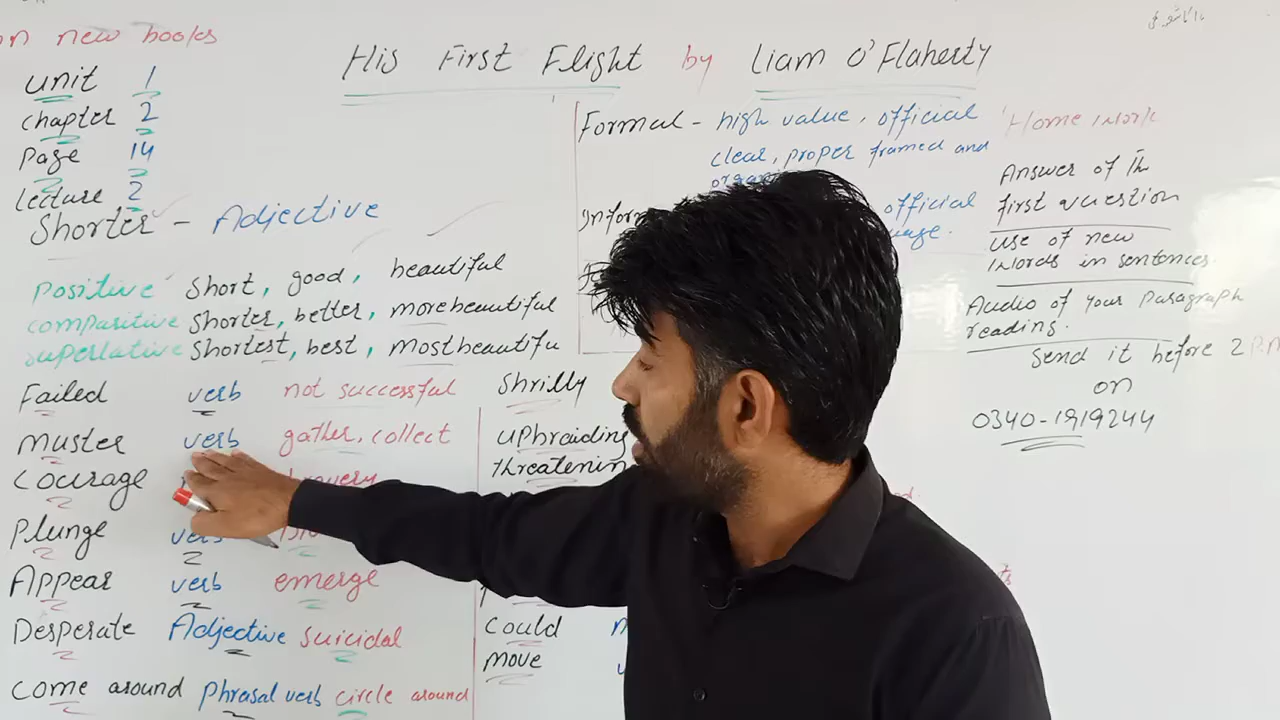 on new books
His First Flight by Liam O'Flaherty
unit 1
chapter 2
Page 14
lecture 2
Shorter - Adjective
Positive Short, good, beautiful
comparitive Shorter, better, more beautiful
superlative Shortest, best, most beautifu
Failed verb not successful
muster verb gather, collect
Courage
Plunge verb
Appear verb emerge
Desperate Adjective suicidal
come around Phrasal verb circle around
Formal - high value, official
clear, proper framed and
official
Shrilly
uphraiding
threatenin
could
move
Home work
Answer of the
first question
use of new
words in sentences.
Audio of your Paragraph
reading.
Send it before 2 P.M
on
0340-1919244